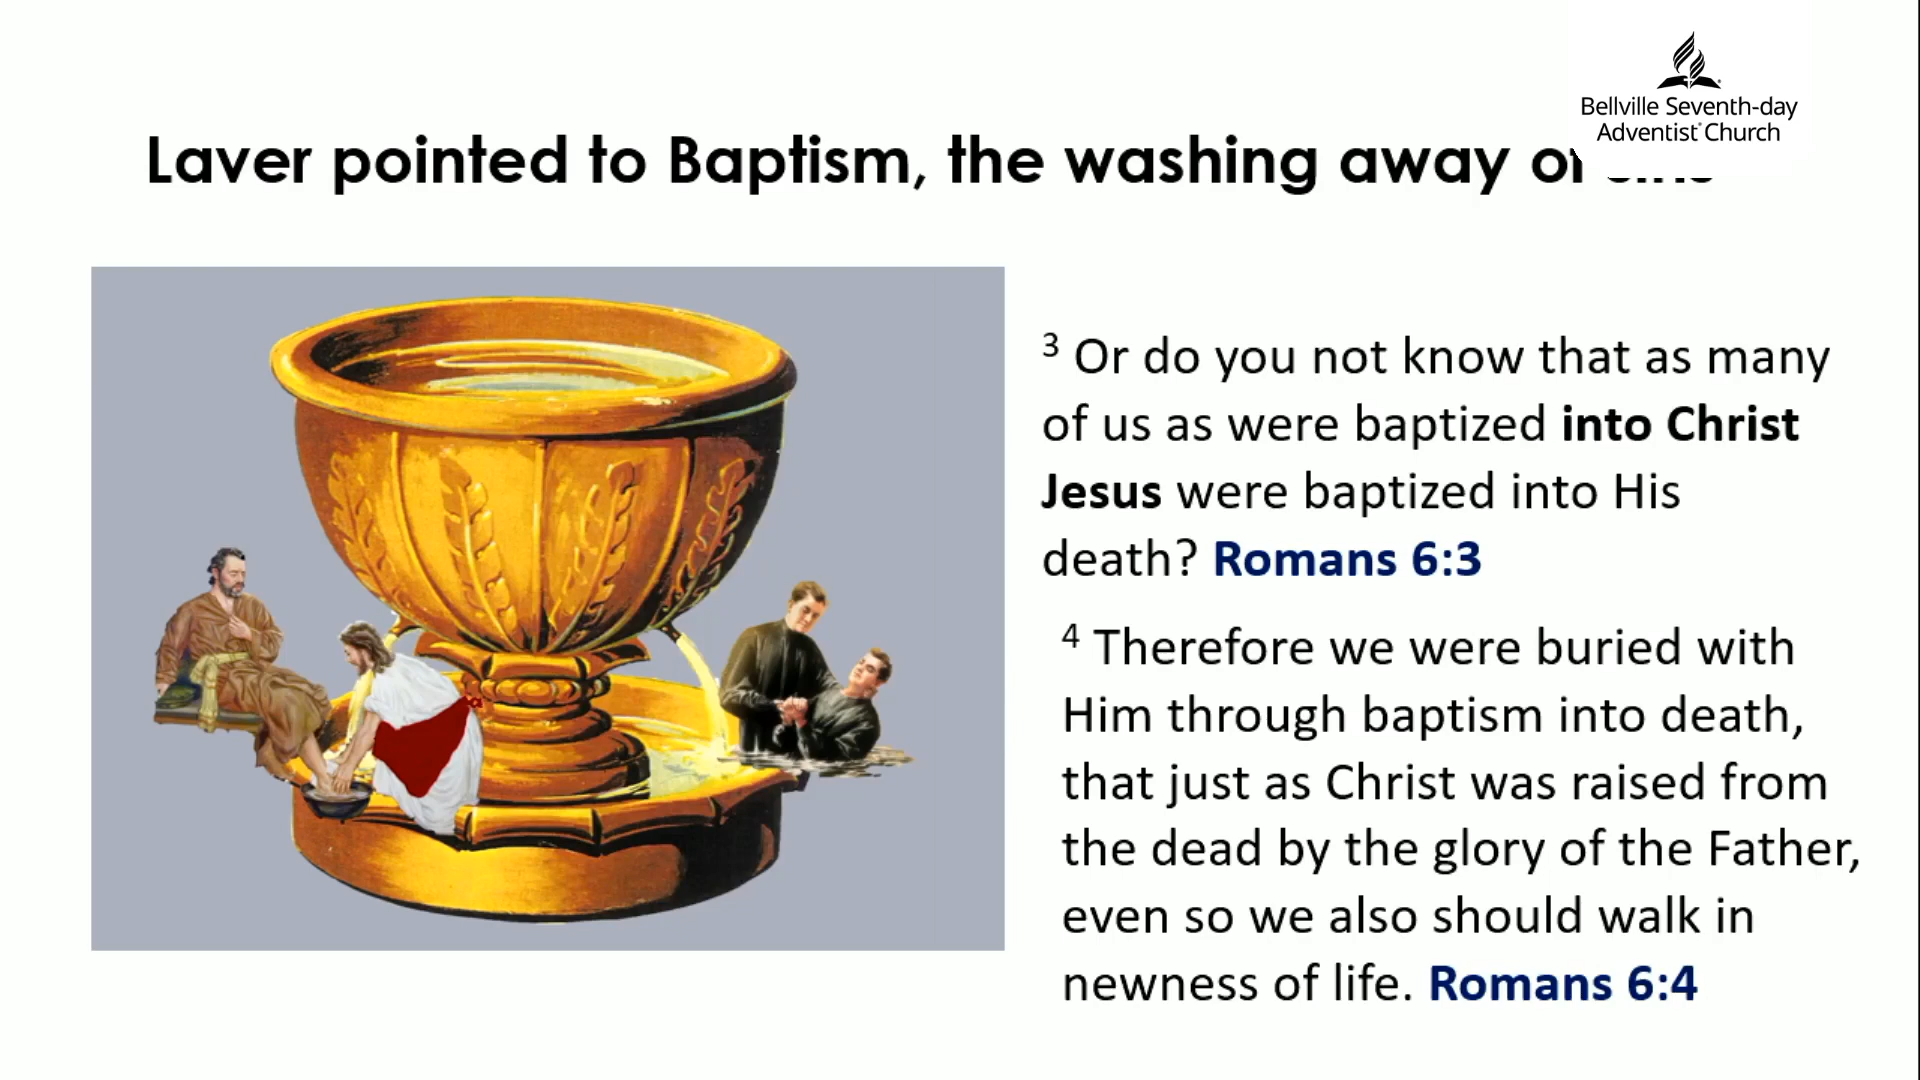 Bellville Seventh-day
Adventist Church
Laver pointed to Baptism, the washing away of
3 Or do you not know that as many
of us as were baptized into Christ
Jesus were baptized into His
death? Romans 6:3
4 Therefore we were buried with
Him through baptism into death,
that just as Christ was raised from
the dead by the glory of the Father,
even so we also should walk in
newness of life. Romans 6:4